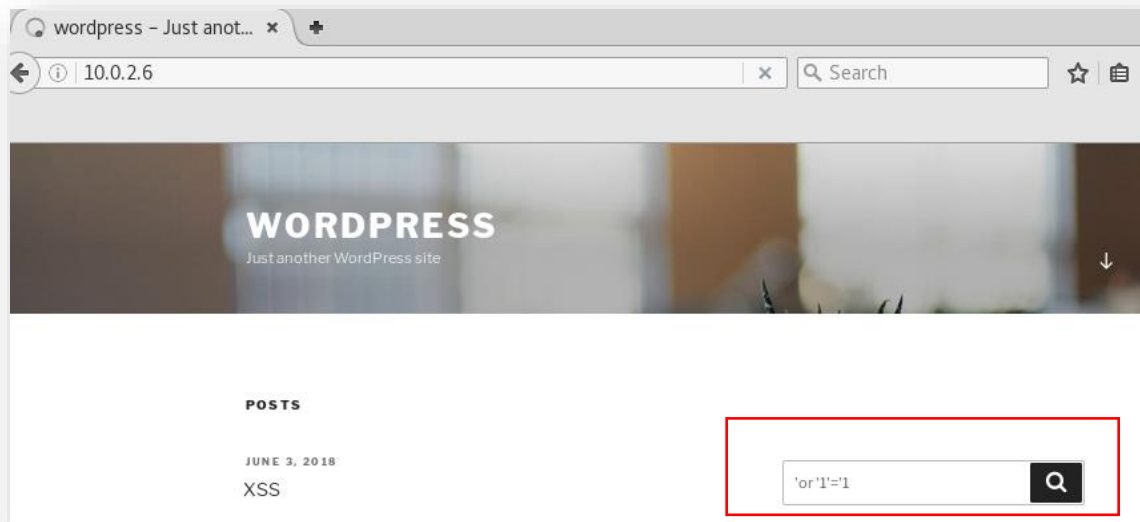 wordpress – Just anot...
10.0.2.6
Search
WORDPRESS
Just another WordPress site
POSTS
JUNE 3, 2018
XSS
'or '1'='1